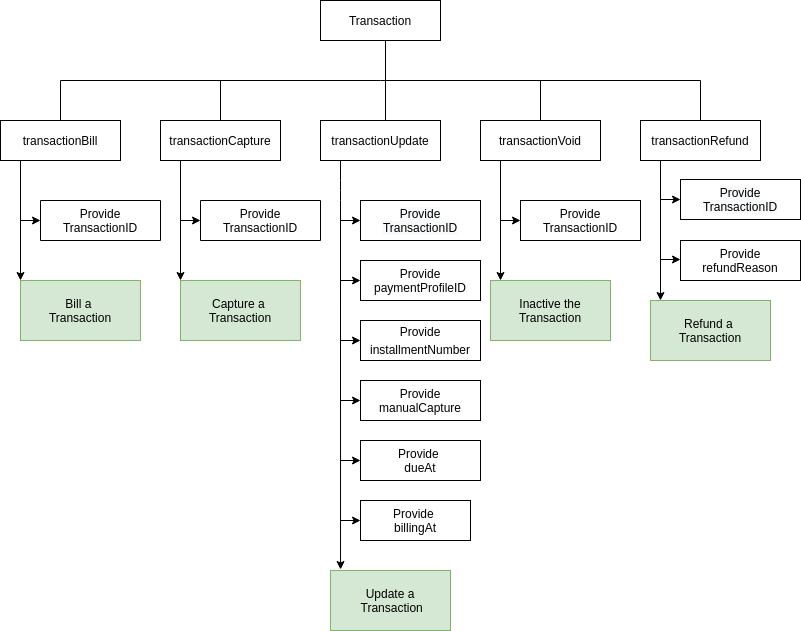 Transaction
transactionBill
transactionCapture
transactionUpdate
transactionVoid
transactionRefund
Provide
TransactionID
Bill a
Transaction
Provide
TransactionID
Capture a
Transaction
Provide
TransactionID
Provide
paymentProfileID
Provide
installmentNumber
Provide
manualCapture
Provide
dueAt
Provide
billingAt
Update a
Transaction
Provide
TransactionID
Inactive the
Transaction
Provide
TransactionID
Provide
refundReason
Refund a
Transaction